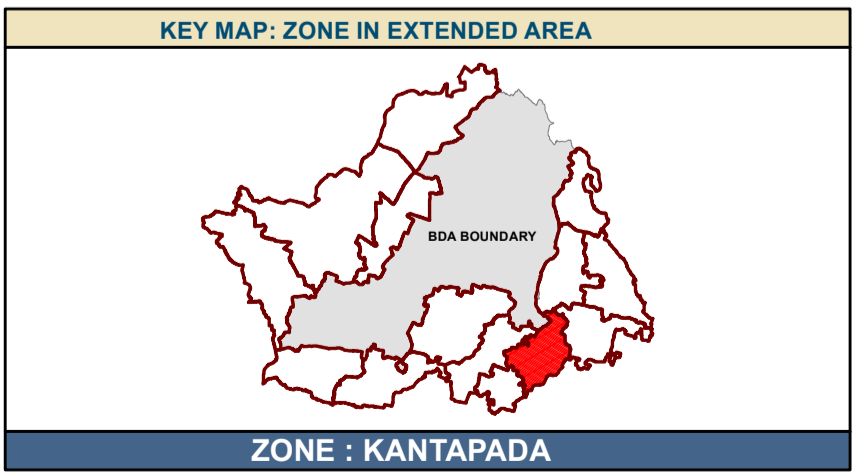 KEY MAP: ZONE IN EXTENDED AREA
BDA BOUNDARY
ZONE : KANTAPADA